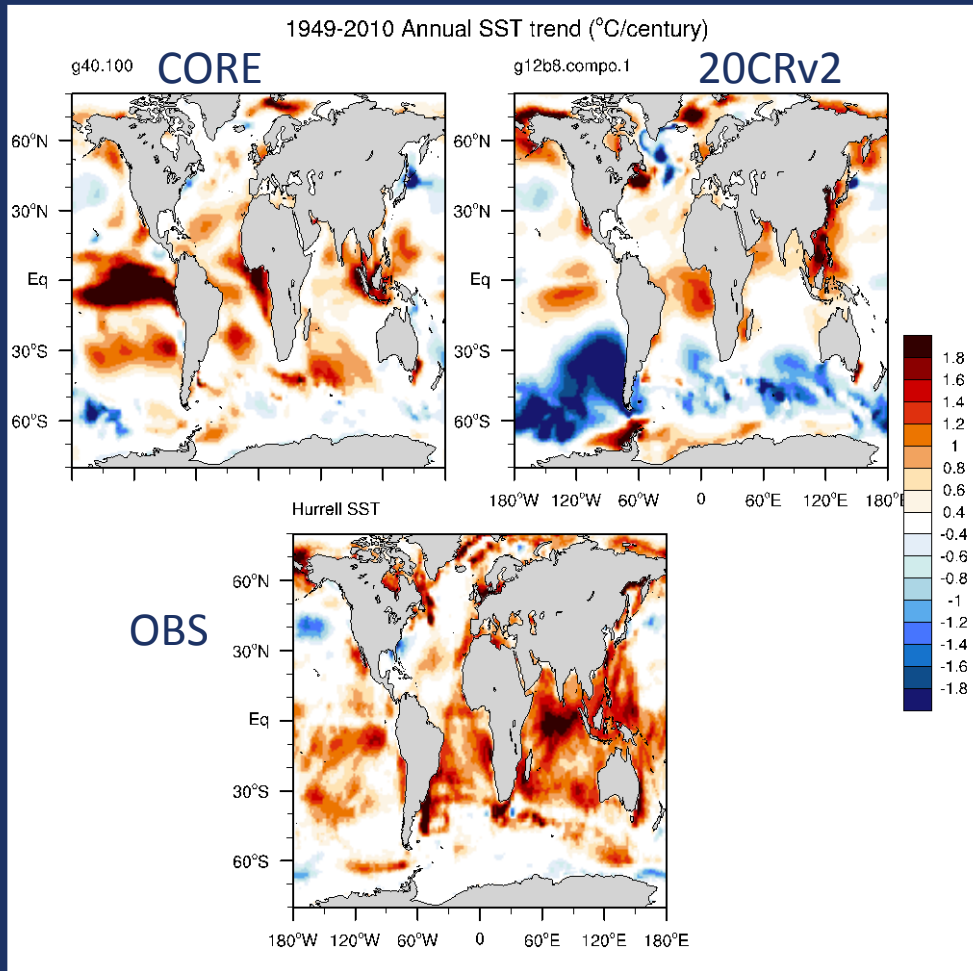 1949-2010 Annual SST trend (°C/century)
g40.100 CORE
g12b8.compo.1 20CRv2
60°N
30°N
Eq
30°S
60°S
60°N
30°N
Eq
30°S
60°S
180°W 120°W 60°W 0 60°E 120°E 180°E
1.8
1.6
1.4
1.2
1
0.8
0.6
0.4
-0.4
-0.6
-0.8
-1
-1.2
-1.4
-1.6
-1.8
Hurrell SST
OBS
60°N
30°N
Eq
30°S
60°S
180°W 120°W 60°W 0 60°E 120°E 180°E